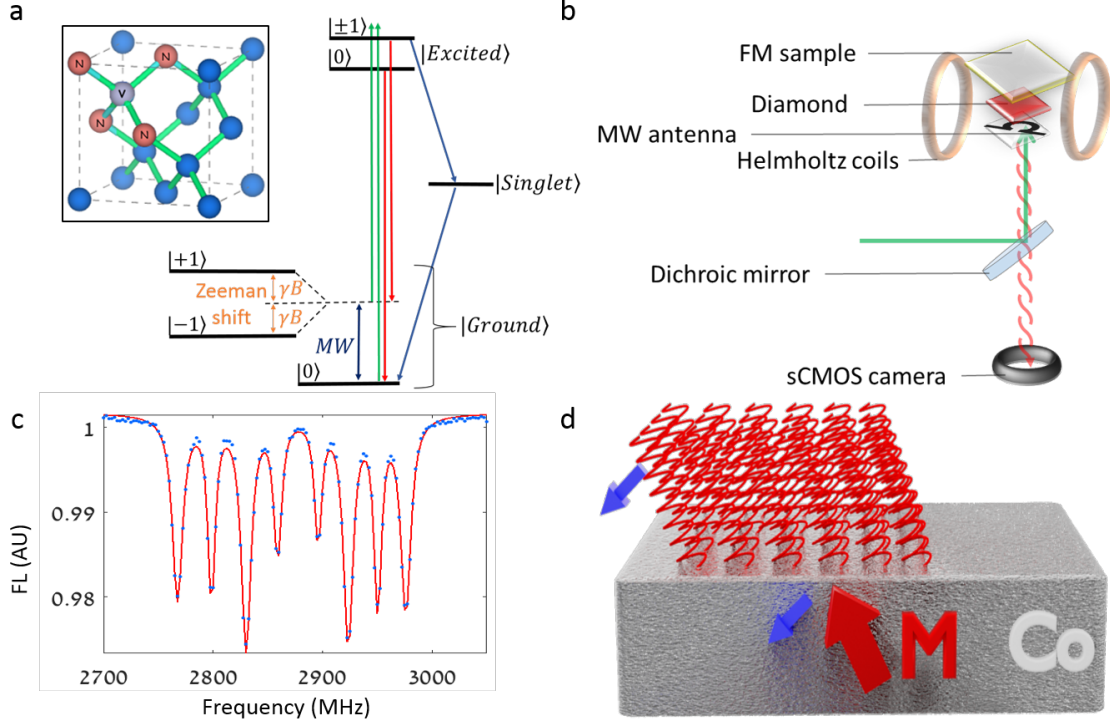 a
|±1⟩
|0⟩
|Excited⟩
N
N
V
N
N
|Singlet⟩
|+1⟩
Zeeman
γB
shift
γB
|−1⟩
MW
|Ground⟩
|0⟩
b
FM sample
Diamond
MW antenna
Helmholtz coils
Dichroic mirror
sCMOS camera
c
1
0.99
0.98
FL (AU)
2700
2800
2900
3000
Frequency (MHz)
d
M
Co